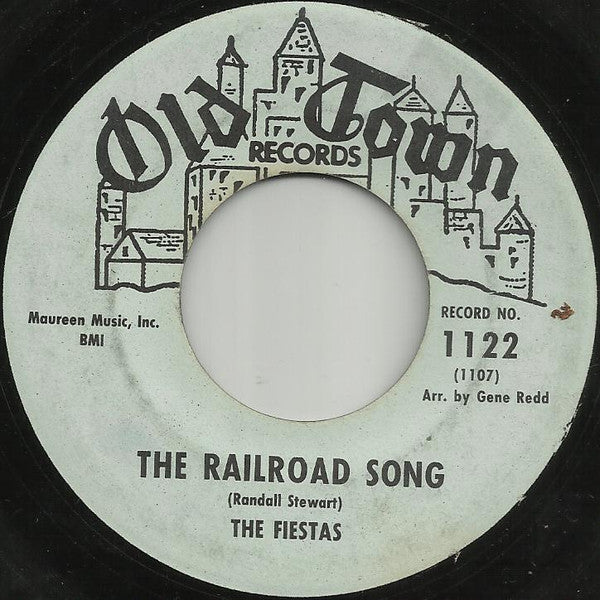 Old Town
RECORDS
Maureen Music, Inc.
BMI
RECORD NO.
1122
(1107)
Arr. by Gene Redd
THE RAILROAD SONG
(Randall Stewart)
THE FIESTAS